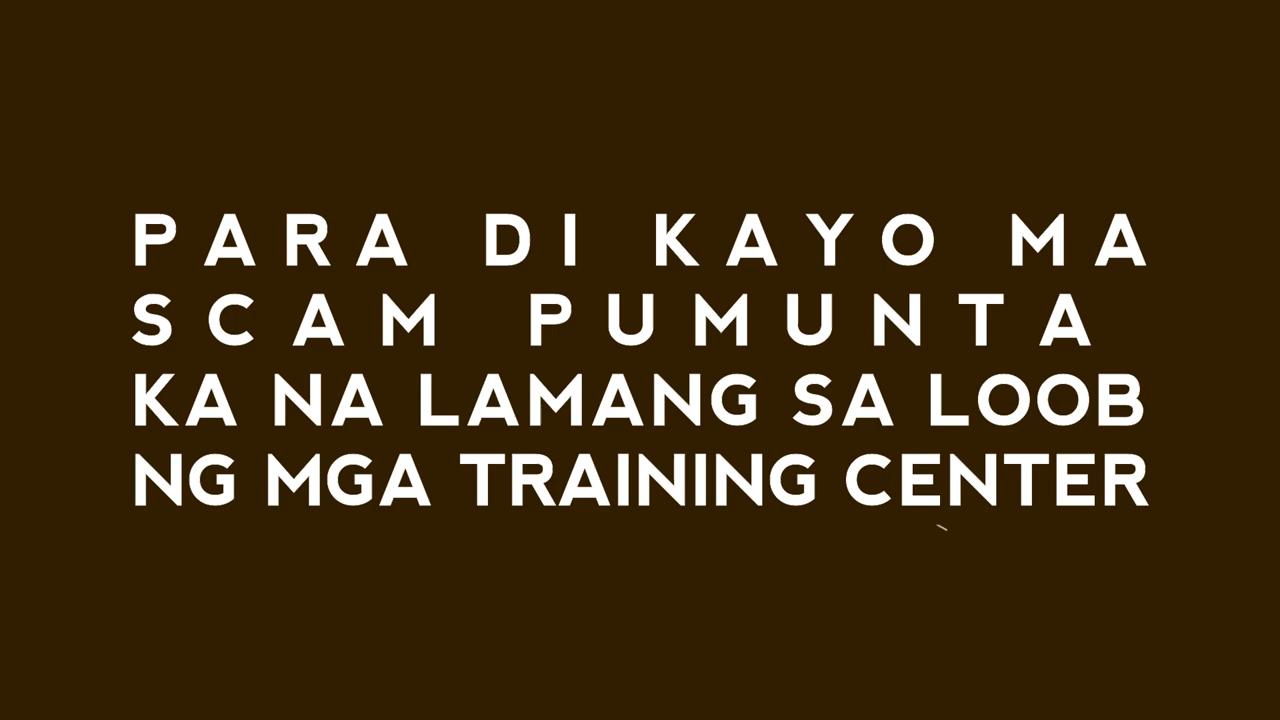 PARA DI KAYO MA
SCAM PUMUNTA
KA NA LAMANG SA LOOB
NG MGA TRAINING CENTER